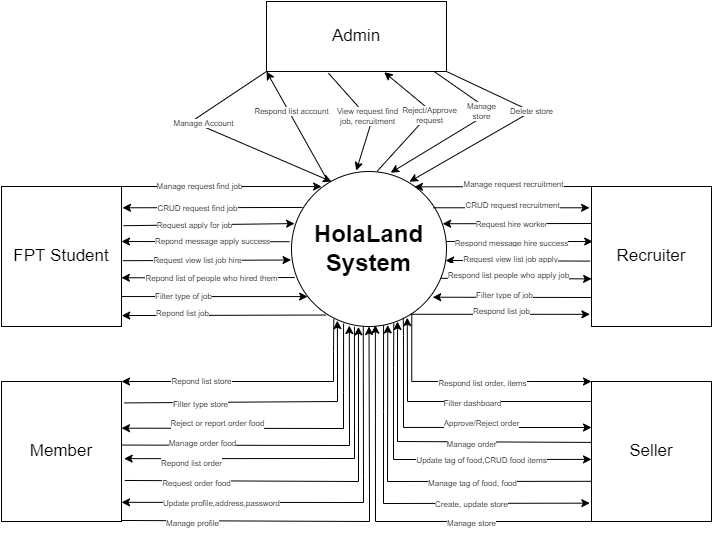 Admin
Manage Account
Respond list account
View request find
job, recruitment
Reject/Approve
request
Manage
store
Delete store
FPT Student
Manage request find job
CRUD request find job
Request apply for job
Repond message apply success
Request view list job hire
Repond list of people who hired them
Filter type of job
Repond list job
HolaLand
System
Recruiter
Manage request recruitment
CRUD request recruitment
Request hire worker
Respond message hire success
Request view list job apply
Respond list people who apply job
Filter type of job
Respond list job
Member
Repond list store
Filter type store
Reject or report order food
Manage order food
Repond list order
Request order food
Update profile,address,password
Manage profile
Seller
Respond list order, items
Filter dashboard
Approve/Reject order
Manage order
Update tag of food,CRUD food items
Manage tag of food, food
Create, update store
Manage store